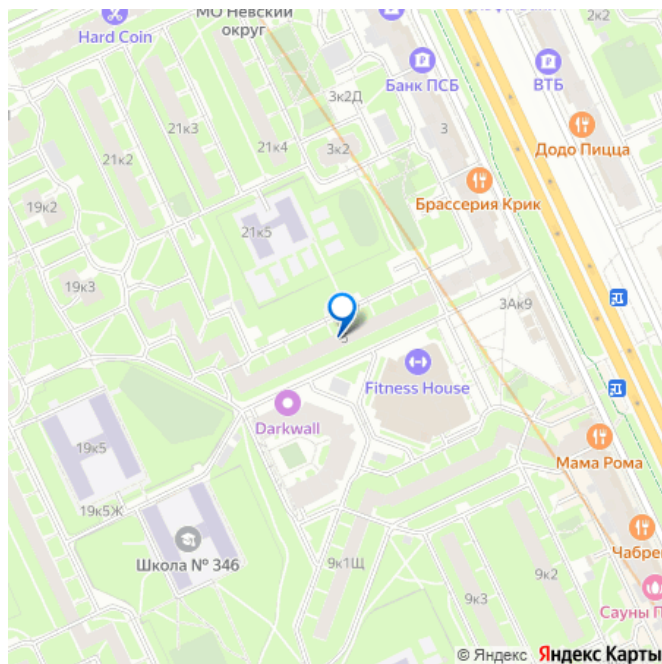 МО Невский
округ
Hard Coin
Банк ПСБ
ВТБ
2к2
3к2Д
3
21к3
21к4
3к2
21к2
Додо Пицца
19к2
Брассерия Крик
21к5
19к3
3Ак9
5
Fitness House
Darkwall
19к5
Мама Рома
19к5Ж
Школа № 346
9к1Щ
9к2
9к3
Сауны П
© Яндекс Яндекс Карты